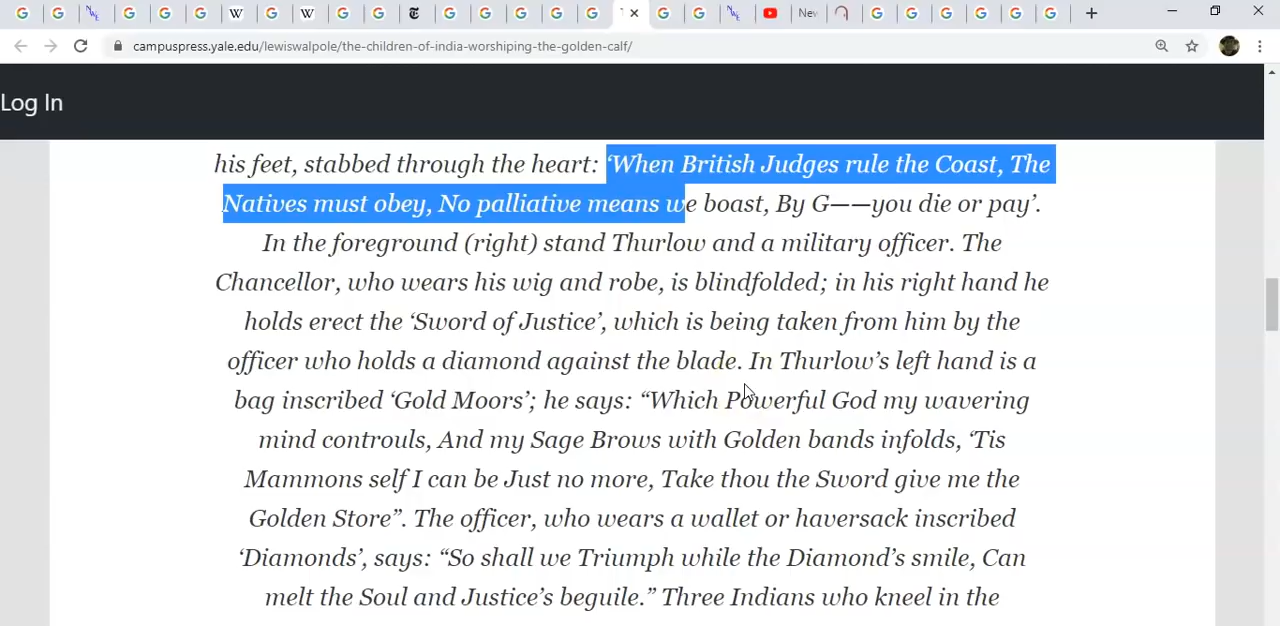 New
campuspress.yale.edu/lewiswalpole/the-children-of-india-worshiping-the-golden-calf/
Log In
his feet, stabbed through the heart: ‘When British Judges rule the Coast, The
Natives must obey, No palliative means we boast, By G——you die or pay’.
In the foreground (right) stand Thurlow and a military officer. The
Chancellor, who wears his wig and robe, is blindfolded; in his right hand he
holds erect the ‘Sword of Justice’, which is being taken from him by the
officer who holds a diamond against the blade. In Thurlow’s left hand is a
bag inscribed ‘Gold Moors’; he says: “Which Powerful God my wavering
mind controuls, And my Sage Brows with Golden bands infolds, ‘Tis
Mammons self I can be Just no more, Take thou the Sword give me the
Golden Store”. The officer, who wears a wallet or haversack inscribed
‘Diamonds’, says: “So shall we Triumph while the Diamond’s smile, Can
melt the Soul and Justice’s beguile.” Three Indians who kneel in the